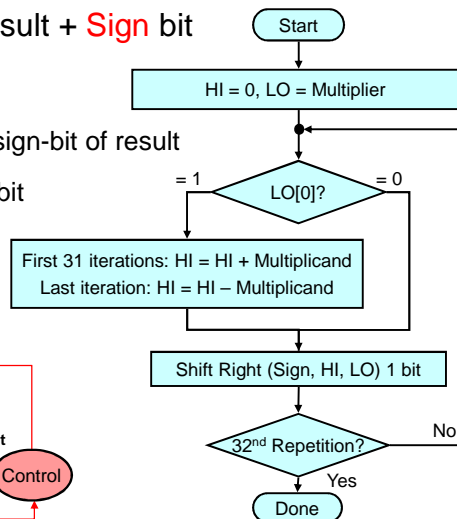 sult + Sign bit
Start
HI = 0, LO = Multiplier
sign-bit of result
bit
= 1
LO[0]?
= 0
First 31 iterations: HI = HI + Multiplicand
Last iteration: HI = HI – Multiplicand
Shift Right (Sign, HI, LO) 1 bit
32nd Repetition?
No
Yes
Control
Done